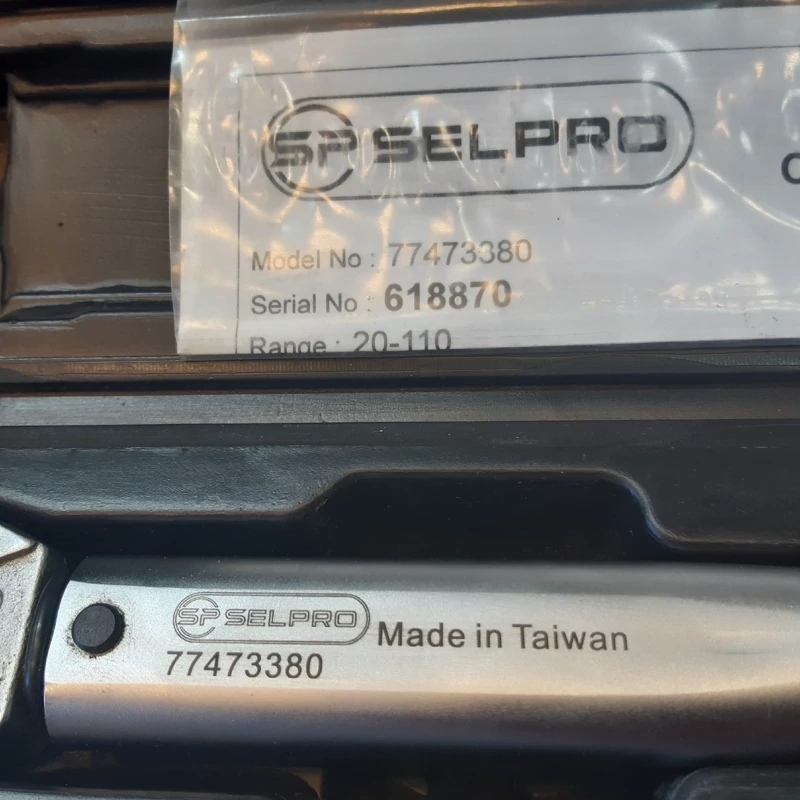 SP SELPRO
Model No : 77473380
Serial No : 618870
Range : 20-110
SP SELPRO Made in Taiwan
77473380